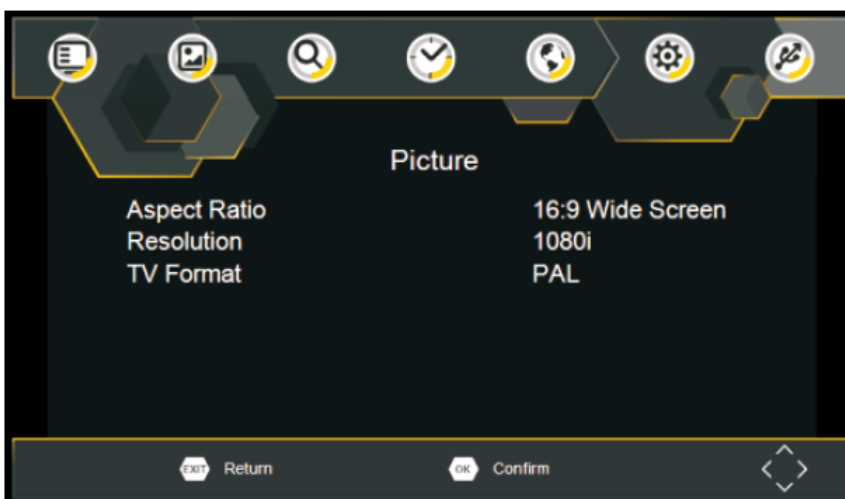 Picture
Aspect Ratio 16:9 Wide Screen
Resolution 1080i
TV Format PAL
EXIT Return OK Confirm